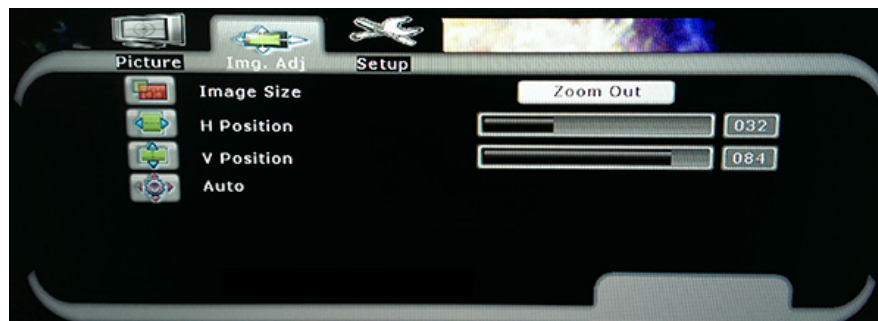 Picture Img. Adj Setup
Image Size Zoom Out
H Position 032
V Position 084
Auto